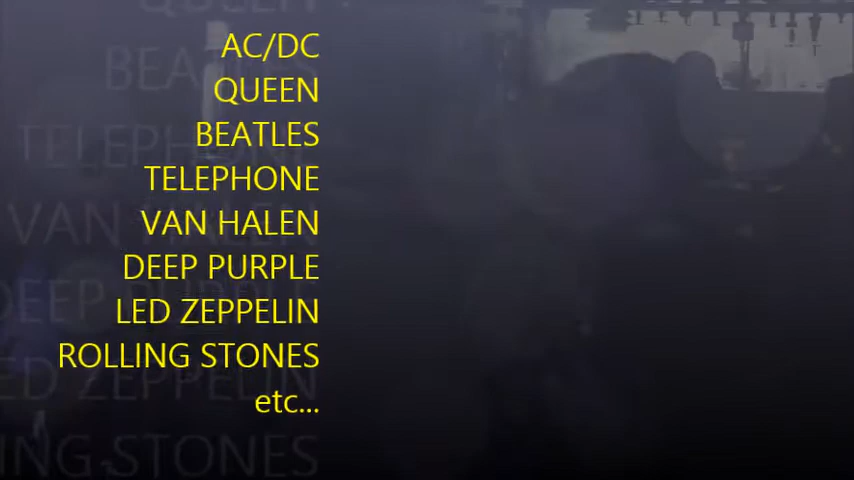 AC/DC
QUEEN
BEATLES
TELEPHONE
VAN HALEN
DEEP PURPLE
LED ZEPPELIN
ROLLING STONES
etc...